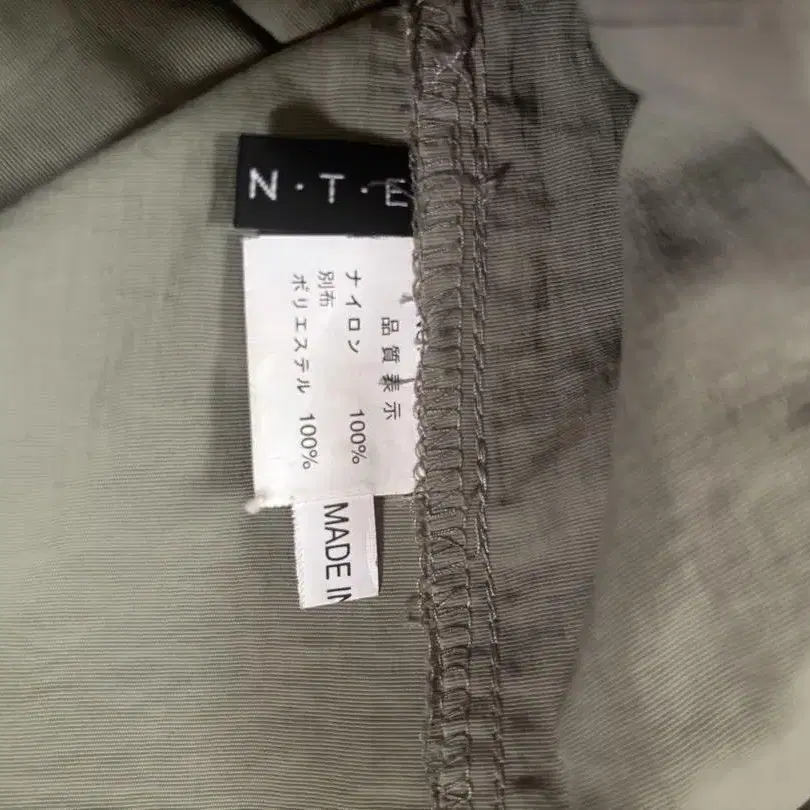 N・T・E
品質表示
ナイロン 100%
別布
ポリエステル 100%
MADE IN